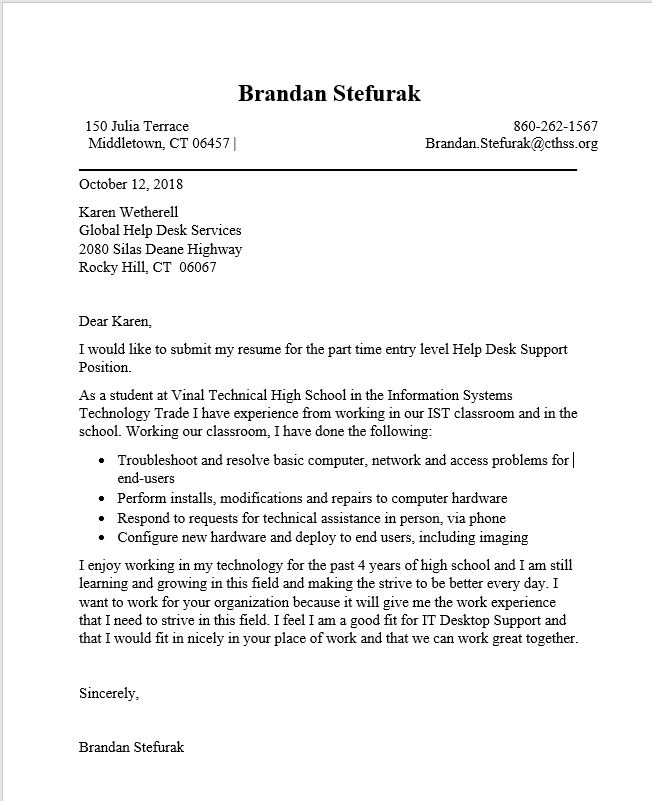 Brandan Stefurak
150 Julia Terrace 860-262-1567
Middletown, CT 06457 | Brandan.Stefurak@cthss.org
October 12, 2018
Karen Wetherell
Global Help Desk Services
2080 Silas Deane Highway
Rocky Hill, CT  06067
Dear Karen,
I would like to submit my resume for the part time entry level Help Desk Support
Position.
As a student at Vinal Technical High School in the Information Systems
Technology Trade I have experience from working in our IST classroom and in the
school. Working our classroom, I have done the following:
• Troubleshoot and resolve basic computer, network and access problems for |
end-users
• Perform installs, modifications and repairs to computer hardware
• Respond to requests for technical assistance in person, via phone
• Configure new hardware and deploy to end users, including imaging
I enjoy working in my technology for the past 4 years of high school and I am still
learning and growing in this field and making the strive to be better every day. I
want to work for your organization because it will give me the work experience
that I need to strive in this field. I feel I am a good fit for IT Desktop Support and
that I would fit in nicely in your place of work and that we can work great together.
Sincerely,
Brandan Stefurak